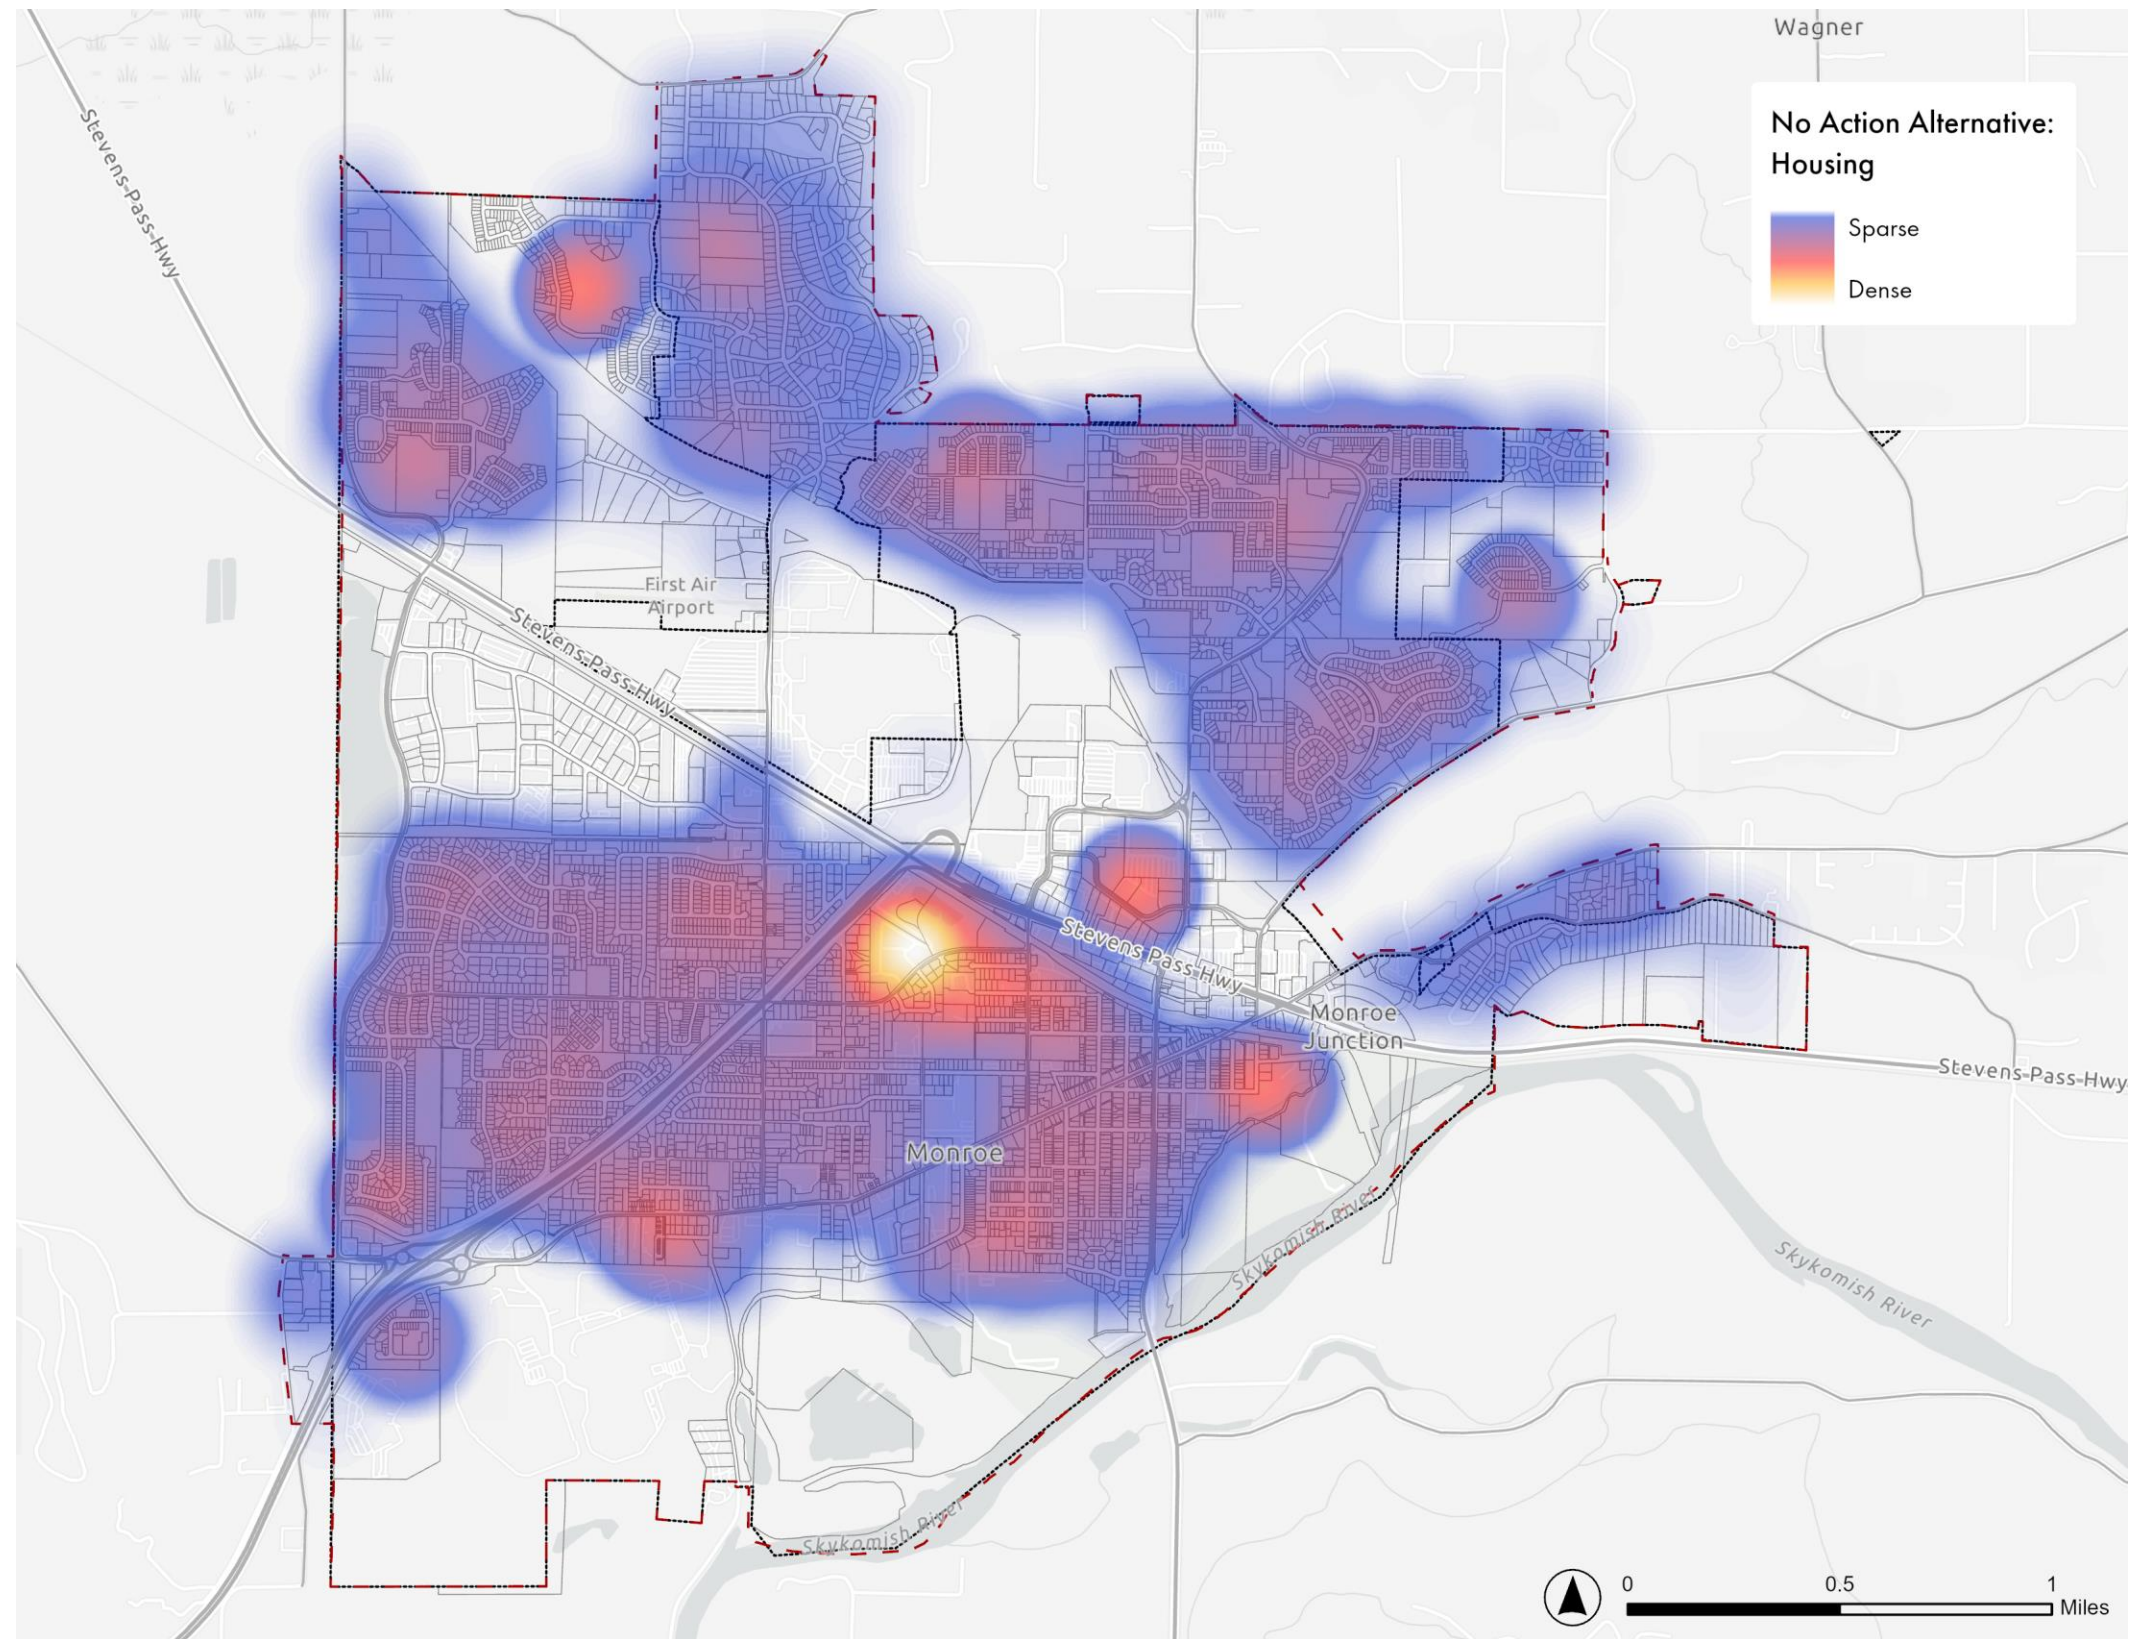 Wagner
No Action Alternative:
Housing
Sparse
Dense
Stevens-Pass-Hwy
First Air
Airport
Stevens-Pass-Hwy
Stevens Pass Hwy
Monroe
Junction
Stevens-Pass-Hwy
Monroe
Skykomish River
Skykomish River
Skykomish River
0 0.5 1
Miles